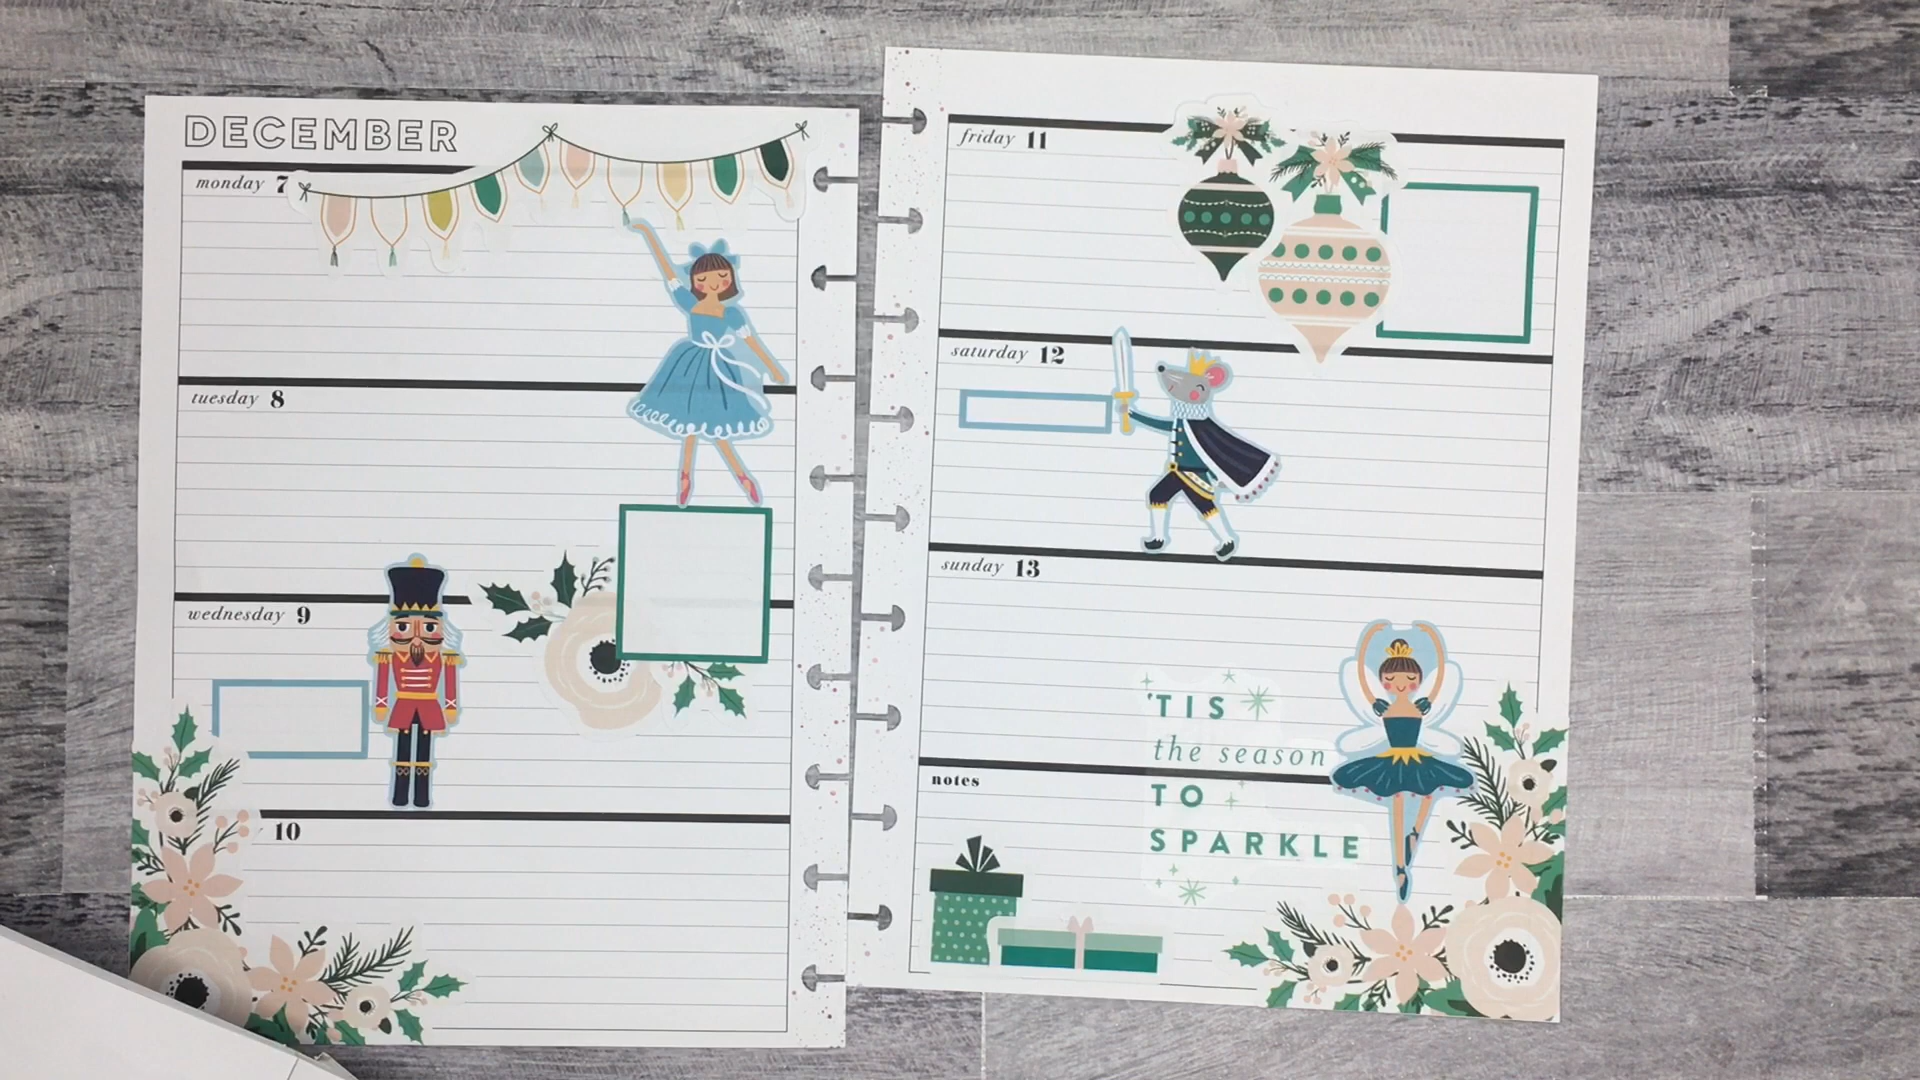 DECEMBER
monday 7
tuesday 8
wednesday 9
10
friday 11
saturday 12
sunday 13
notes
'TIS
the season
TO
SPARKLE